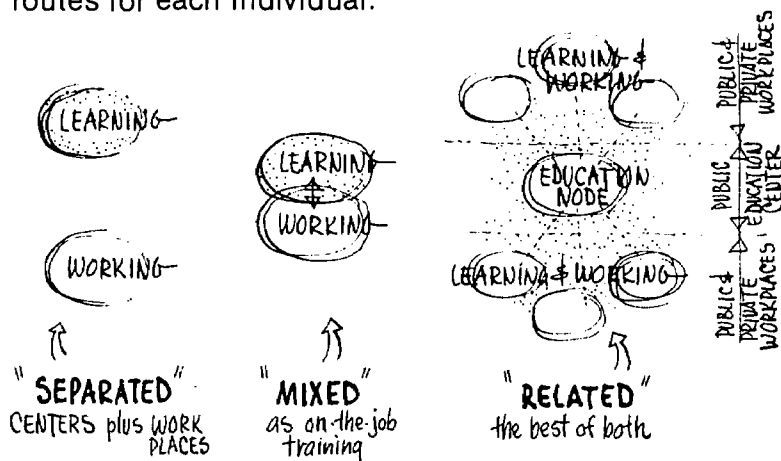 routes for each individual.
LEARNING
WORKING
"SEPARATED"
CENTERS plus WORK
PLACES
LEARNING
WORKING
"MIXED"
as on-the-job
training
LEARNING &
WORKING
EDUCATION
NODE
LEARNING & WORKING
"RELATED"
the best of both
PUBLIC &
PRIVATE
WORKPLACES
PUBLIC
EDUCATION
CENTER
PUBLIC &
PRIVATE
WORKPLACES